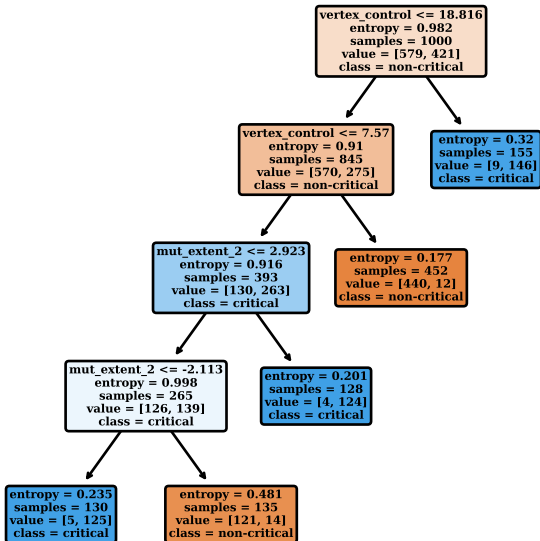 vertex_control <= 18.816
entropy = 0.982
samples = 1000
value = [579, 421]
class = non-critical
vertex_control <= 7.57
entropy = 0.91
samples = 845
value = [570, 275]
class = non-critical
entropy = 0.32
samples = 155
value = [9, 146]
class = critical
mut_extent_2 <= 2.923
entropy = 0.916
samples = 393
value = [130, 263]
class = critical
entropy = 0.177
samples = 452
value = [440, 12]
class = non-critical
mut_extent_2 <= -2.113
entropy = 0.998
samples = 265
value = [126, 139]
class = critical
entropy = 0.201
samples = 128
value = [4, 124]
class = critical
entropy = 0.235
samples = 130
value = [5, 125]
class = critical
entropy = 0.481
samples = 135
value = [121, 14]
class = non-critical